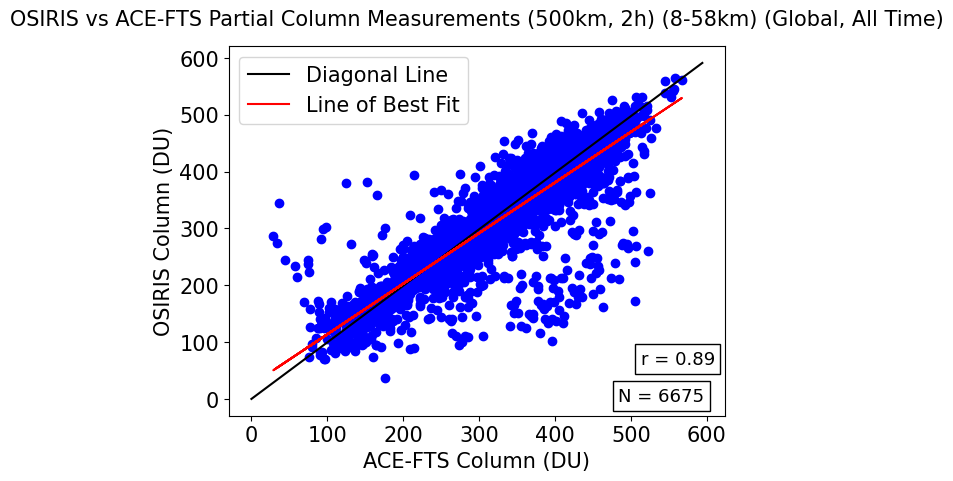 OSIRIS vs ACE-FTS Partial Column Measurements (500km, 2h) (8-58km) (Global, All Time)
Diagonal Line
Line of Best Fit
600
500
400
300
200
100
0
OSIRIS Column (DU)
r = 0.89
N = 6675
0 100 200 300 400 500 600
ACE-FTS Column (DU)